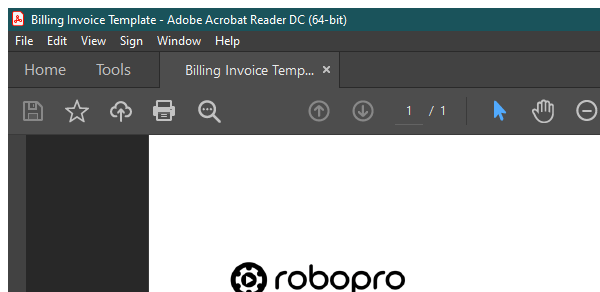 Billing Invoice Template - Adobe Acrobat Reader DC (64-bit)
File Edit View Sign Window Help
Home Tools Billing Invoice Temp... ×
1 / 1
robopro